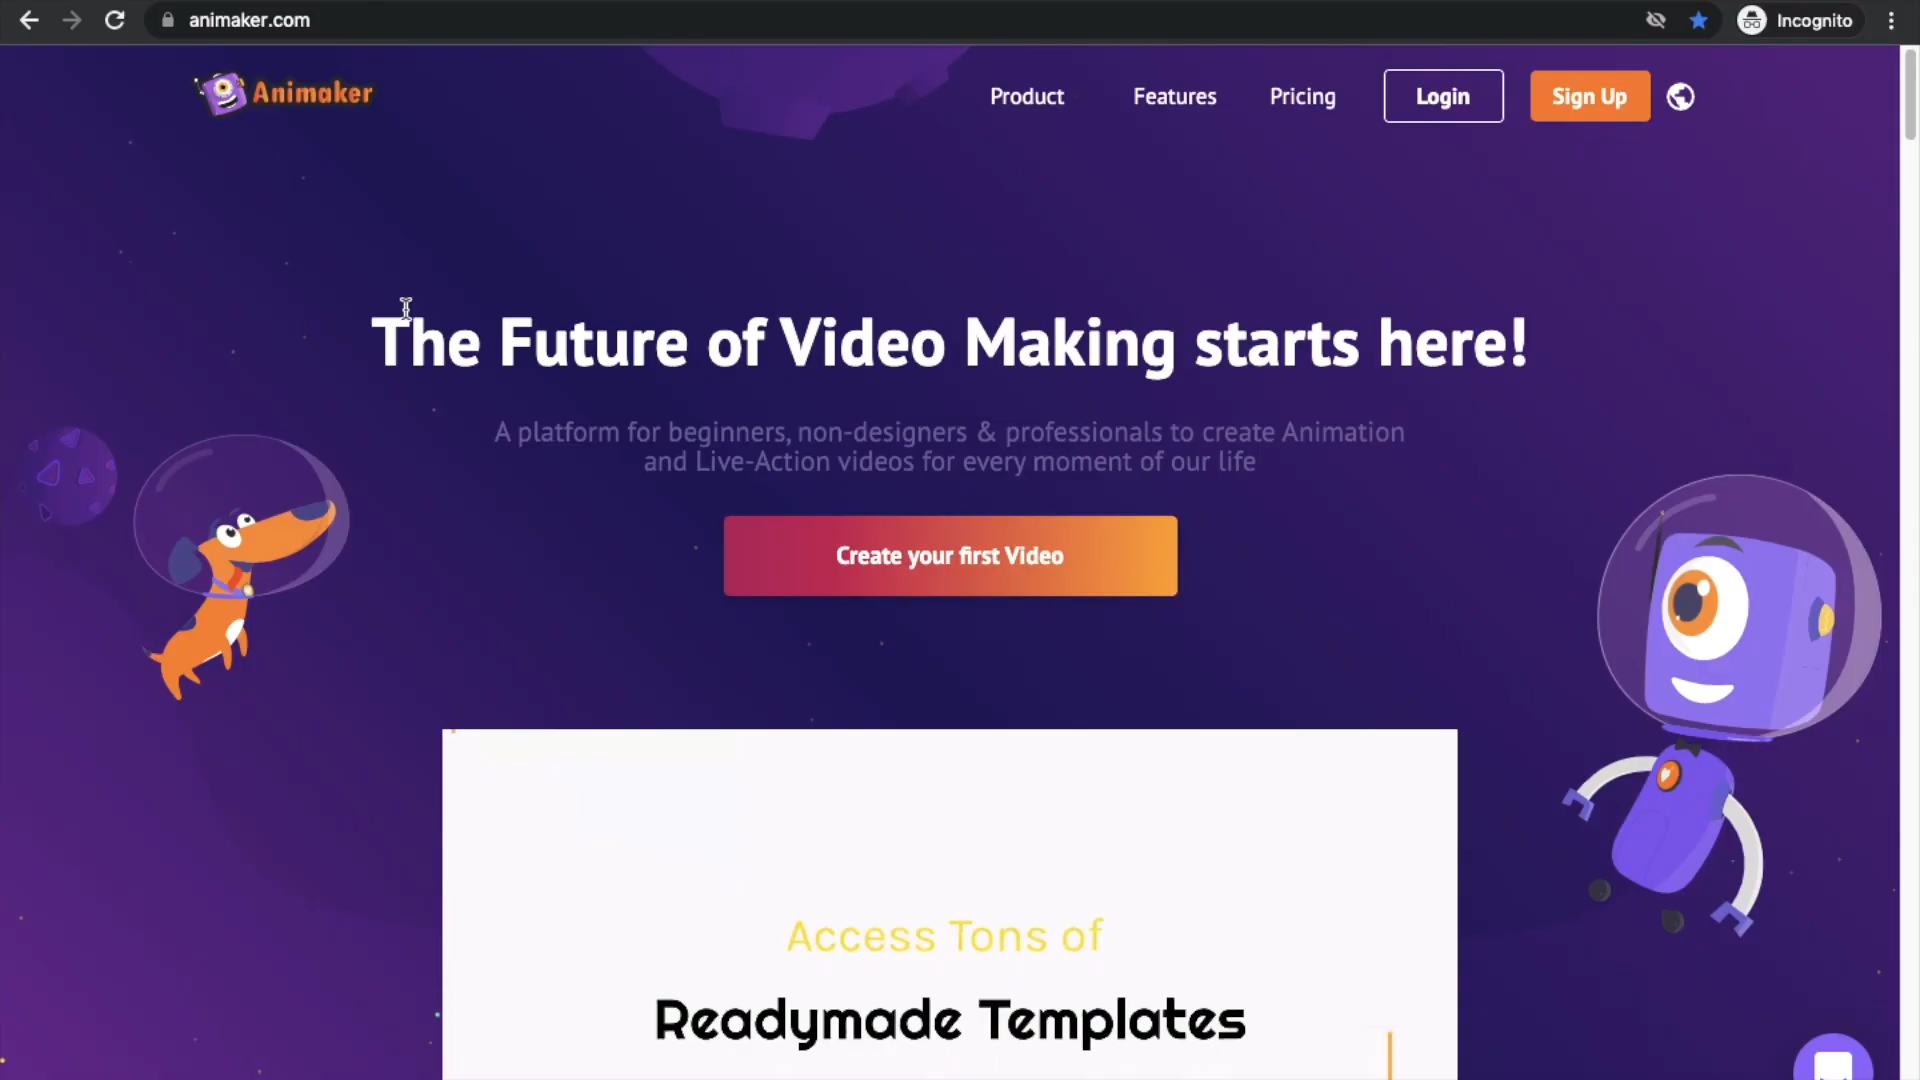 animaker.com
Incognito
Animaker
Product
Features
Pricing
Login
Sign Up
The Future of Video Making starts here!
A platform for beginners, non-designers & professionals to create Animation
and Live-Action videos for every moment of our life
Create your first Video
Access Tons of
Readymade Templates